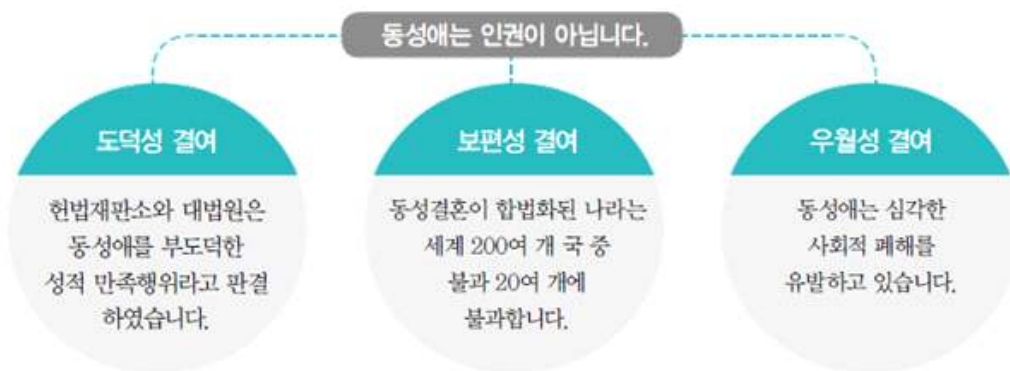 동성애는 인권이 아닙니다.
도덕성 결여
헌법재판소와 대법원은
동성애를 부도덕한
성적 만족행위라고 판결
하였습니다.
보편성 결여
동성결혼이 합법화된 나라는
세계 200여 개 국 중
불과 20여 개에
불과합니다.
우월성 결여
동성애는 심각한
사회적 폐해를
유발하고 있습니다.